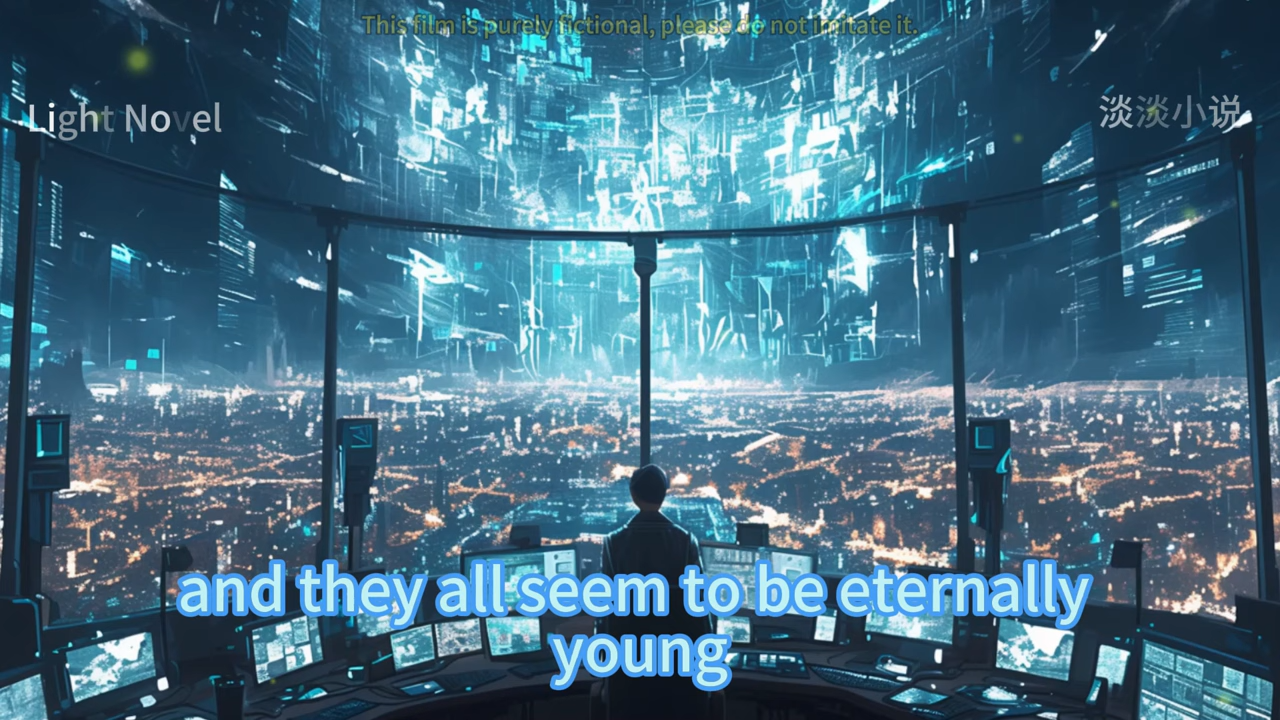 This film is purely fictional, please do not imitate it.
Light Novel
淡淡小说
and they all seem to be eternally
young